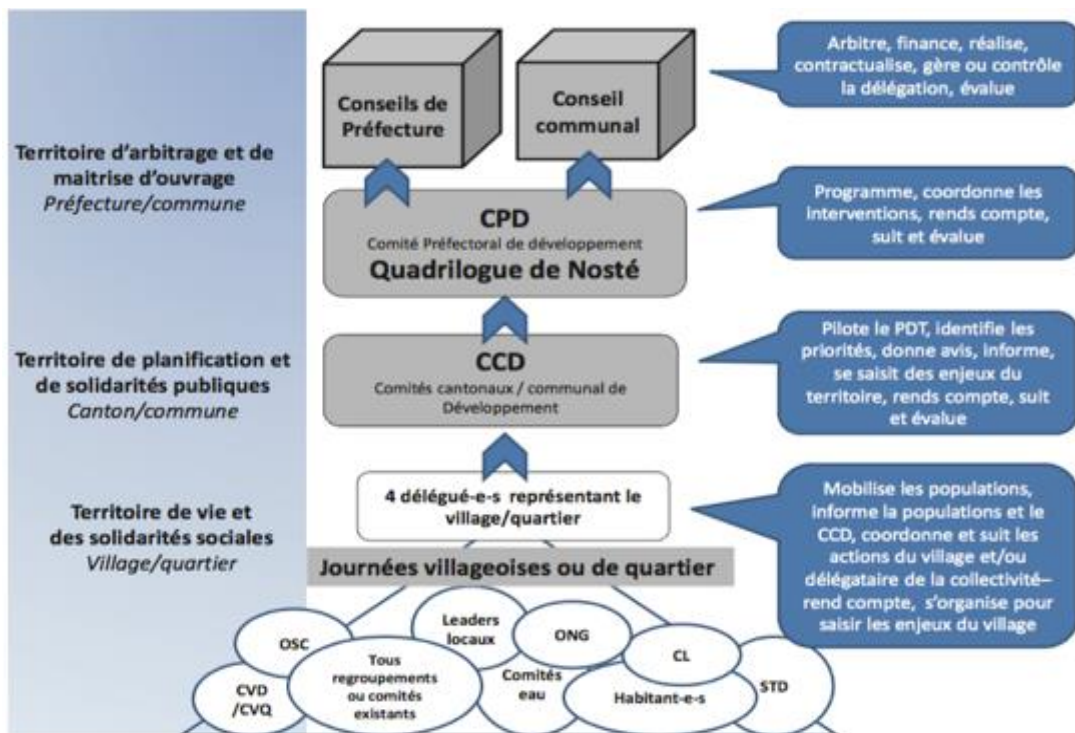 Conseils de
Préfecture
Conseil
communal
Arbitre, finance, réalise,
contractualise, gère ou contrôle
la délégation, évalue
Territoire d'arbitrage et de
maitrise d'ouvrage
Préfecture/commune
CPD
Comité Préfectoral de développement
Quadrilogue de Nosté
Programme, coordonne les
interventions, rends compte,
suit et évalue
Territoire de planification et
de solidarités publiques
Canton/commune
CCD
Comités cantonaux / communal de
Développement
Pilote le PDT, identifie les
priorités, donne avis, informe,
se saisit des enjeux du
territoire, rends compte, suit
et évalue
Territoire de vie et
des solidarités sociales
Village/quartier
4 délégué-e-s représentant le
village/quartier
Journées villageoises ou de quartier
Mobilise les populations,
informe la populations et le
CCD, coordonne et suit les
actions du village et/ou
délégataire de la collectivité–
rend compte, s'organise pour
saisir les enjeux du village
OSC
Leaders
locaux
ONG
CL
CVD
/CVQ
Tous
regroupements
ou comités
existants
Comités
eau
Habitant-e-s
STD